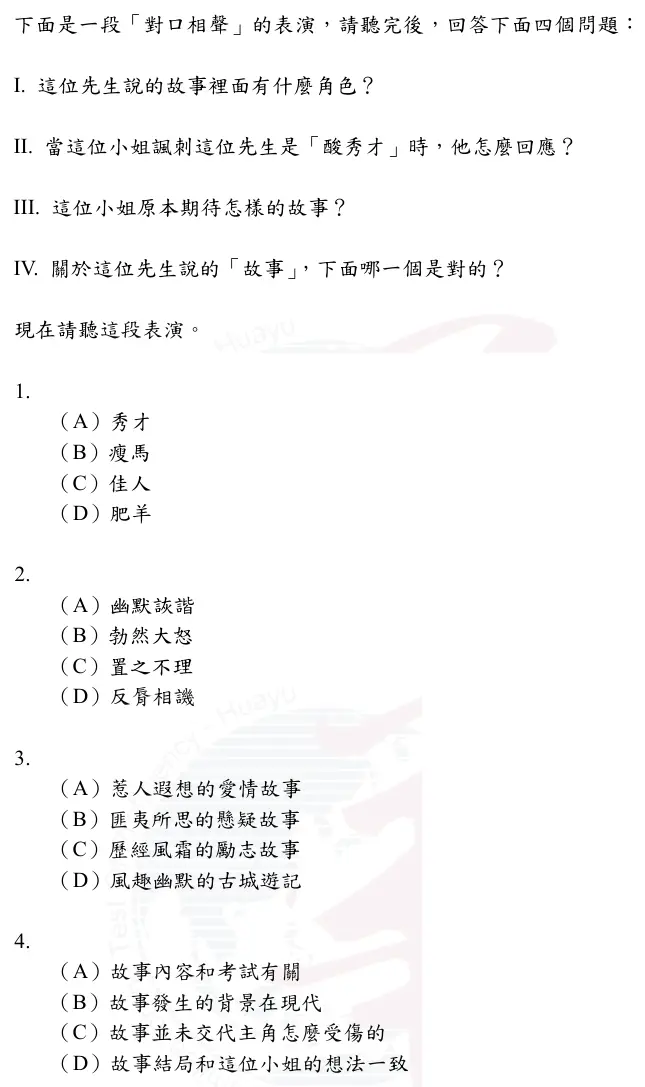 下面是一段「對口相聲」的表演，請聽完後，回答下面四個問題：
I. 這位先生說的故事裡面有什麼角色？
II. 當這位小姐諷刺這位先生是「酸秀才」時，他怎麼回應？
III. 這位小姐原本期待怎樣的故事？
IV. 關於這位先生說的「故事」，下面哪一個是對的？
現在請聽這段表演。
1.
（A）秀才
（B）瘦馬
（C）佳人
（D）肥羊
2.
（A）幽默詼諧
（B）勃然大怒
（C）置之不理
（D）反脣相譏
3.
（A）惹人遐想的愛情故事
（B）匪夷所思的懸疑故事
（C）歷經風霜的勵志故事
（D）風趣幽默的古城遊記
4.
（A）故事內容和考試有關
（B）故事發生的背景在現代
（C）故事並未交代主角怎麼受傷的
（D）故事結局和這位小姐的想法一致